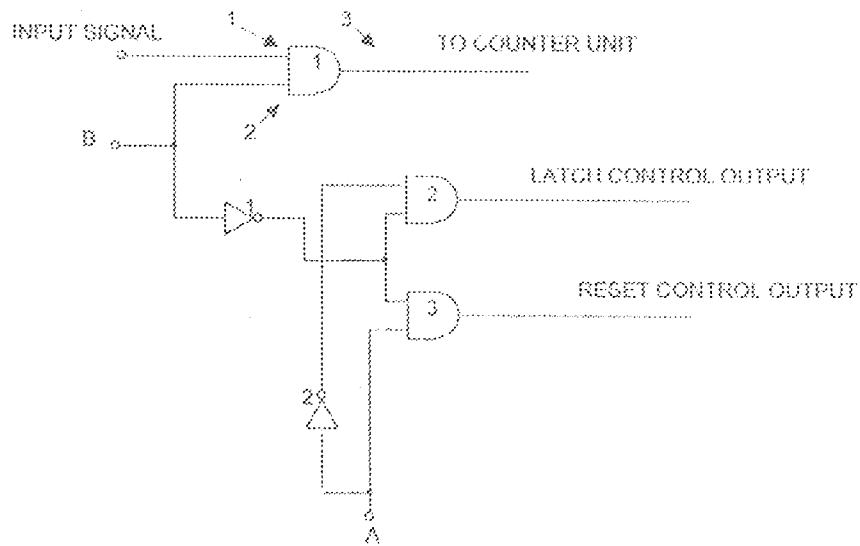 1
3
INPUT SIGNAL
TO COUNTER UNIT
1
2
B
LATCH CONTROL OUTPUT
2
1
RESET CONTROL OUTPUT
3
2
A